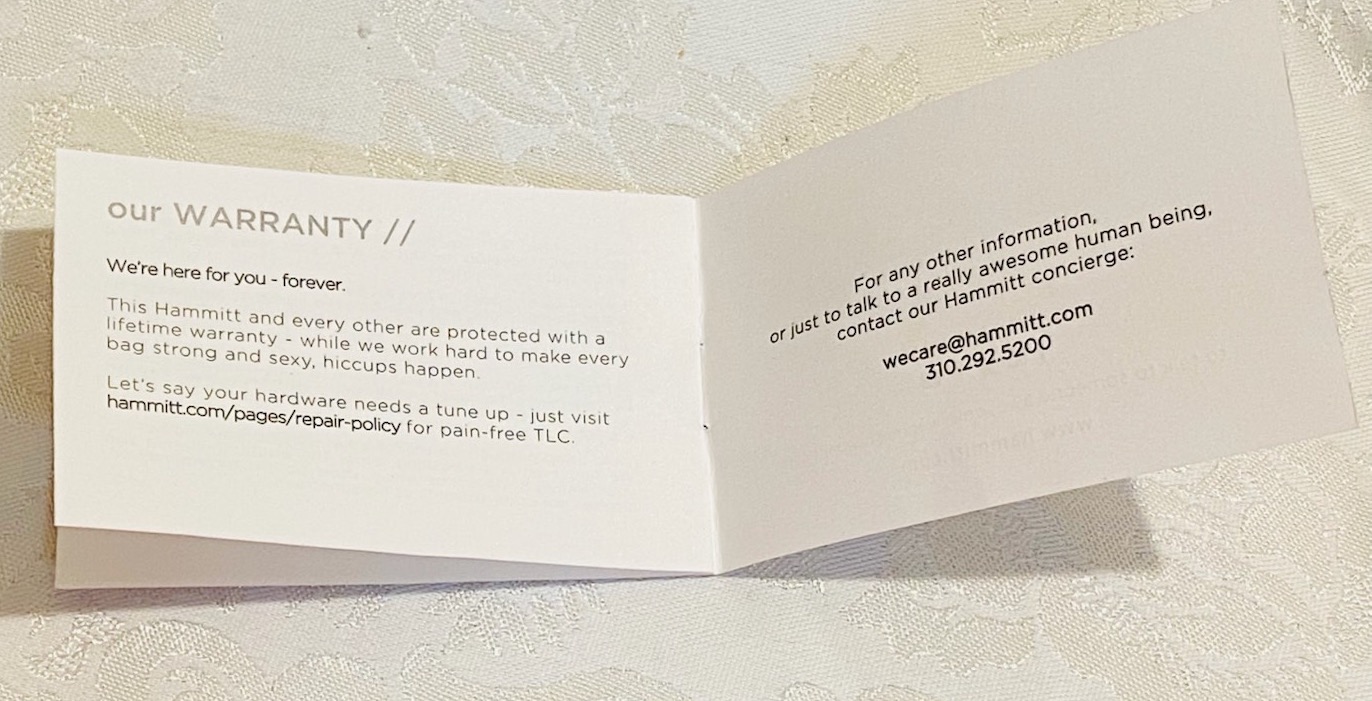 our WARRANTY //
We're here for you - forever.
This Hammitt and every other are protected with a
lifetime warranty - while we work hard to make every
bag strong and sexy, hiccups happen.
Let's say your hardware needs a tune up - just visit
hammitt.com/pages/repair-policy for pain-free TLC.
For any other information,
or just to talk to a really awesome human being,
contact our Hammitt concierge:
wecare@hammitt.com
310.292.5200